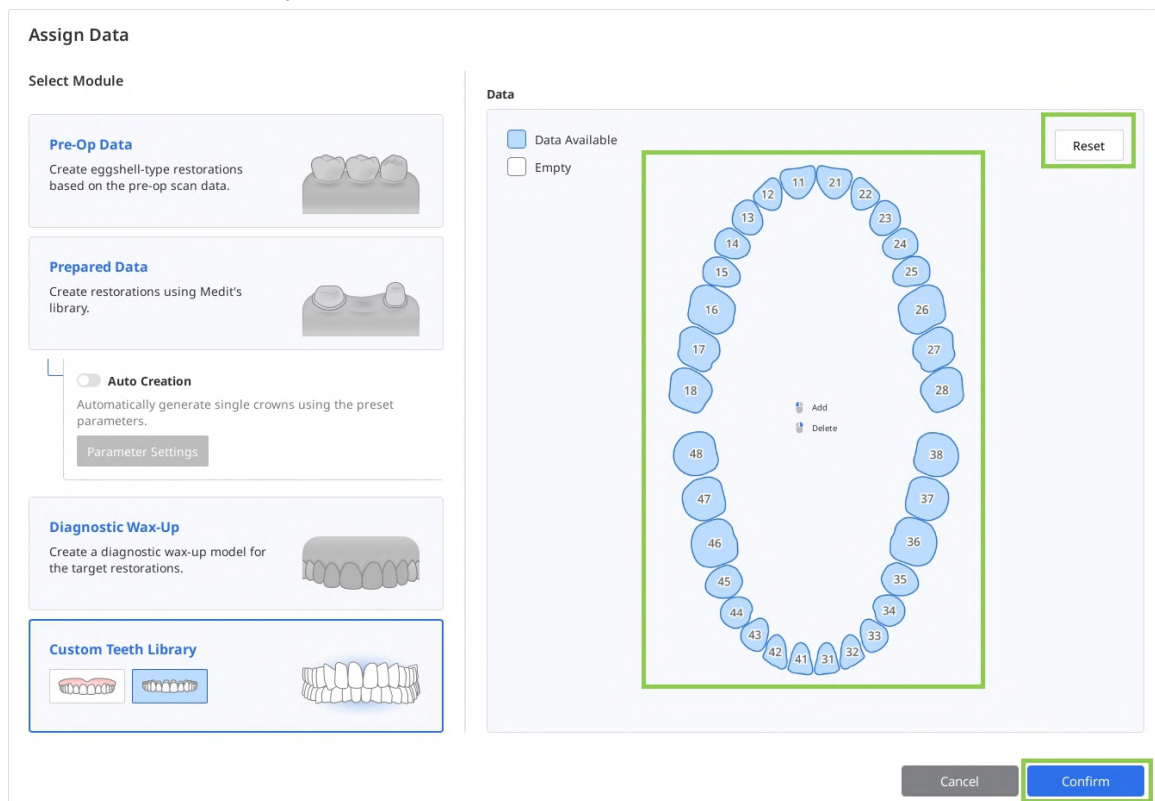 Assign Data
Select Module
Pre-Op Data
Create eggshell-type restorations
based on the pre-op scan data.
Prepared Data
Create restorations using Medit's
library.
Auto Creation
Automatically generate single crowns using the preset
parameters.
Parameter Settings
Diagnostic Wax-Up
Create a diagnostic wax-up model for
the target restorations.
Custom Teeth Library
Data
Data Available
Empty
Reset
11 21
12 22
13 23
14 24
15 25
16 26
17 27
18 28
Add
Delete
48 38
47 37
46 36
45 35
44 34
43 33
42 41 31 32
Cancel
Confirm